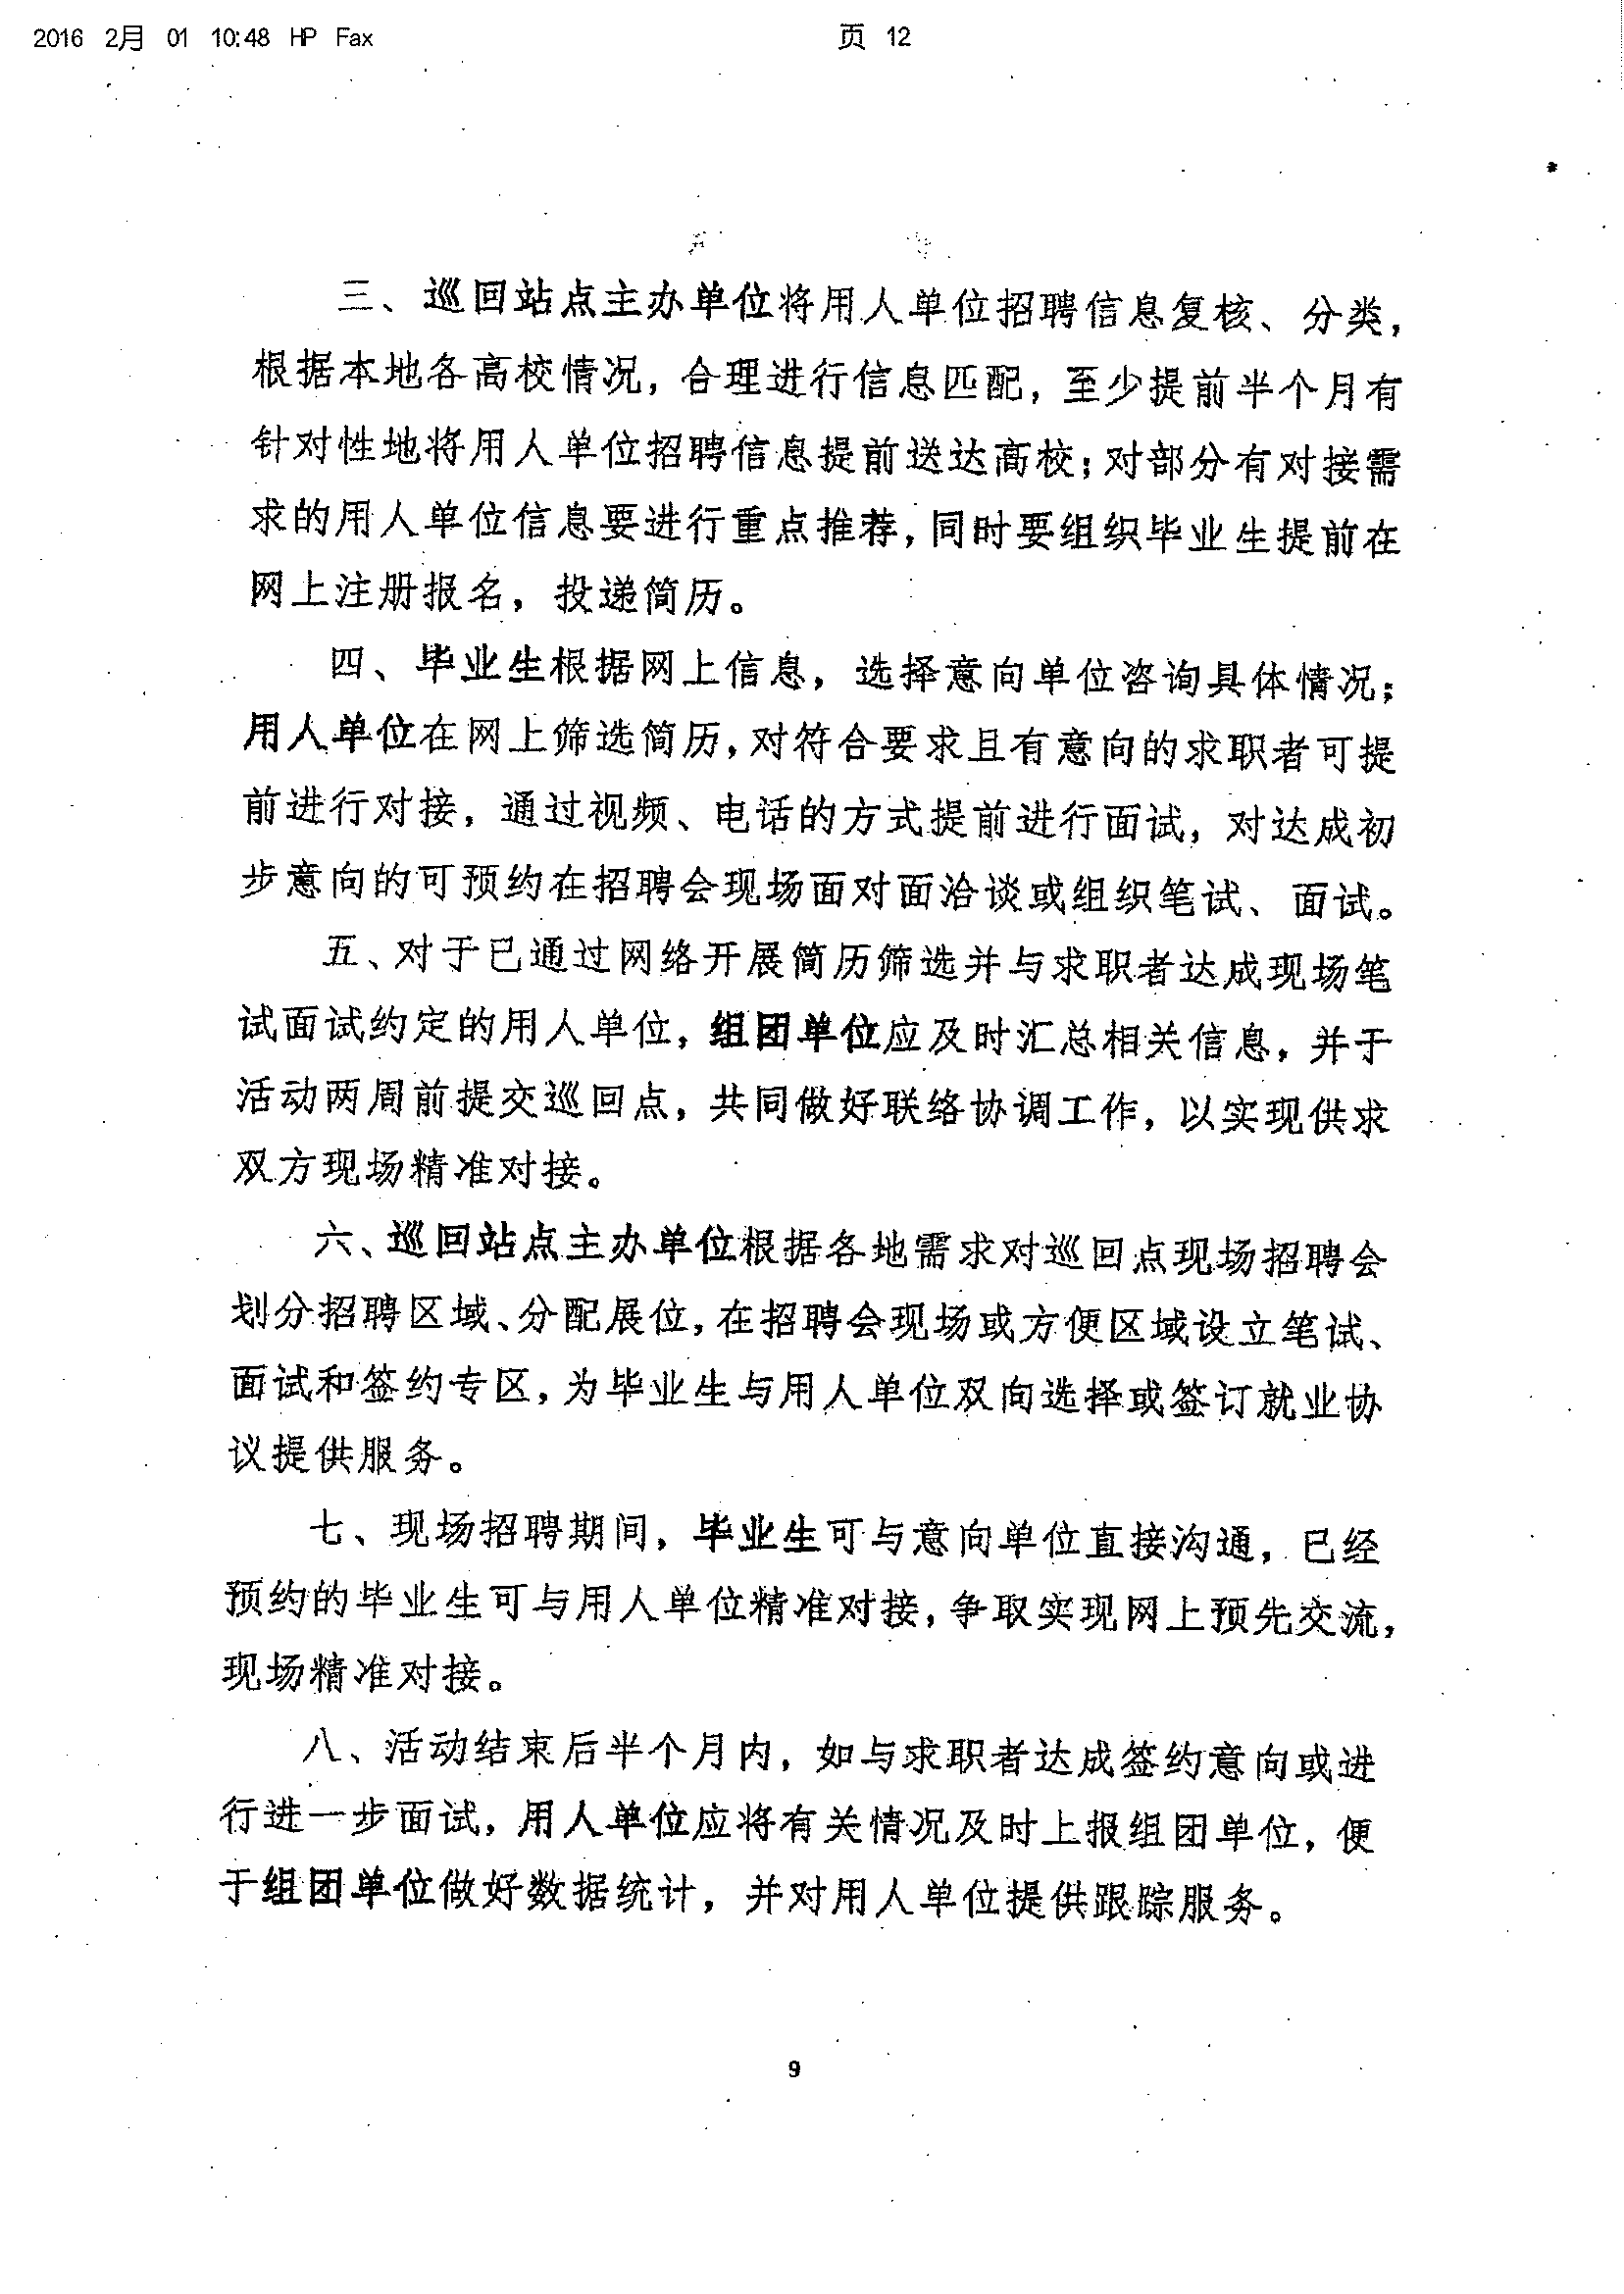 2016 2月 01 10:48 HP Fax 页 12
三、巡回站点主办单位将用人单位招聘信息复核、分类，
根据本地各高校情况，合理进行信息匹配，至少提前半个月有
针对性地将用人单位招聘信息提前送达高校；对部分有对接需
求的用人单位信息要进行重点推荐，同时要组织毕业生提前在
网上注册报名，投递简历。
四、毕业生根据网上信息，选择意向单位咨询具体情况；
用人单位在网上筛选简历，对符合要求且有意向的求职者可提
前进行对接，通过视频、电话的方式提前进行面试，对达成初
步意向的可预约在招聘会现场面对面洽谈或组织笔试、面试。
五、对于已通过网络开展简历筛选并与求职者达成现场笔
试面试约定的用人单位，组团单位应及时汇总相关信息，并于
活动两周前提交巡回点，共同做好联络协调工作，以实现供求
双方现场精准对接。
六、巡回站点主办单位根据各地需求对巡回点现场招聘会
划分招聘区域、分配展位，在招聘会现场或方便区域设立笔试、
面试和签约专区，为毕业生与用人单位双向选择或签订就业协
议提供服务。
七、现场招聘期间，毕业生可与意向单位直接沟通，已经
预约的毕业生可与用人单位精准对接，争取实现网上预先交流，
现场精准对接。
八、活动结束后半个月内，如与求职者达成签约意向或进
行进一步面试，用人单位应将有关情况及时上报组团单位，便
于组团单位做好数据统计，并对用人单位提供跟踪服务。
9